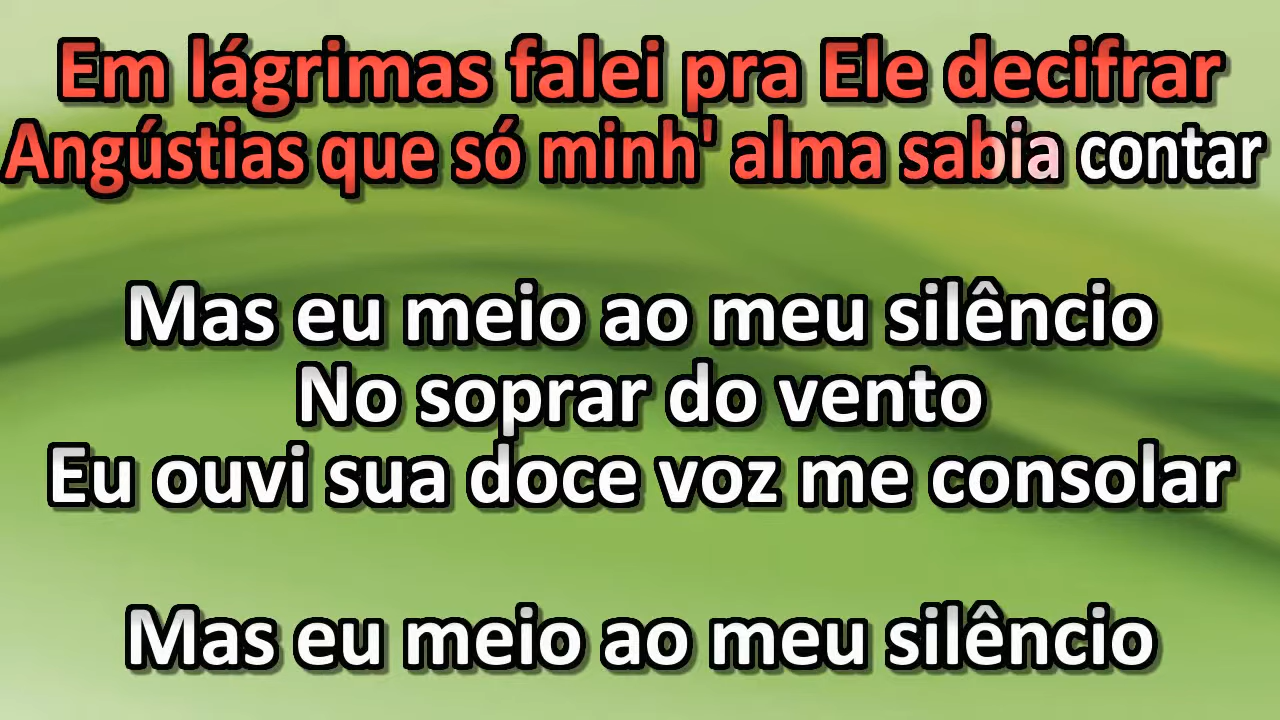 Em lágrimas falei pra Ele decifrar
Angústias que só minh' alma sabia contar
Mas eu meio ao meu silêncio
No soprar do vento
Eu ouvi sua doce voz me consolar
Mas eu meio ao meu silêncio